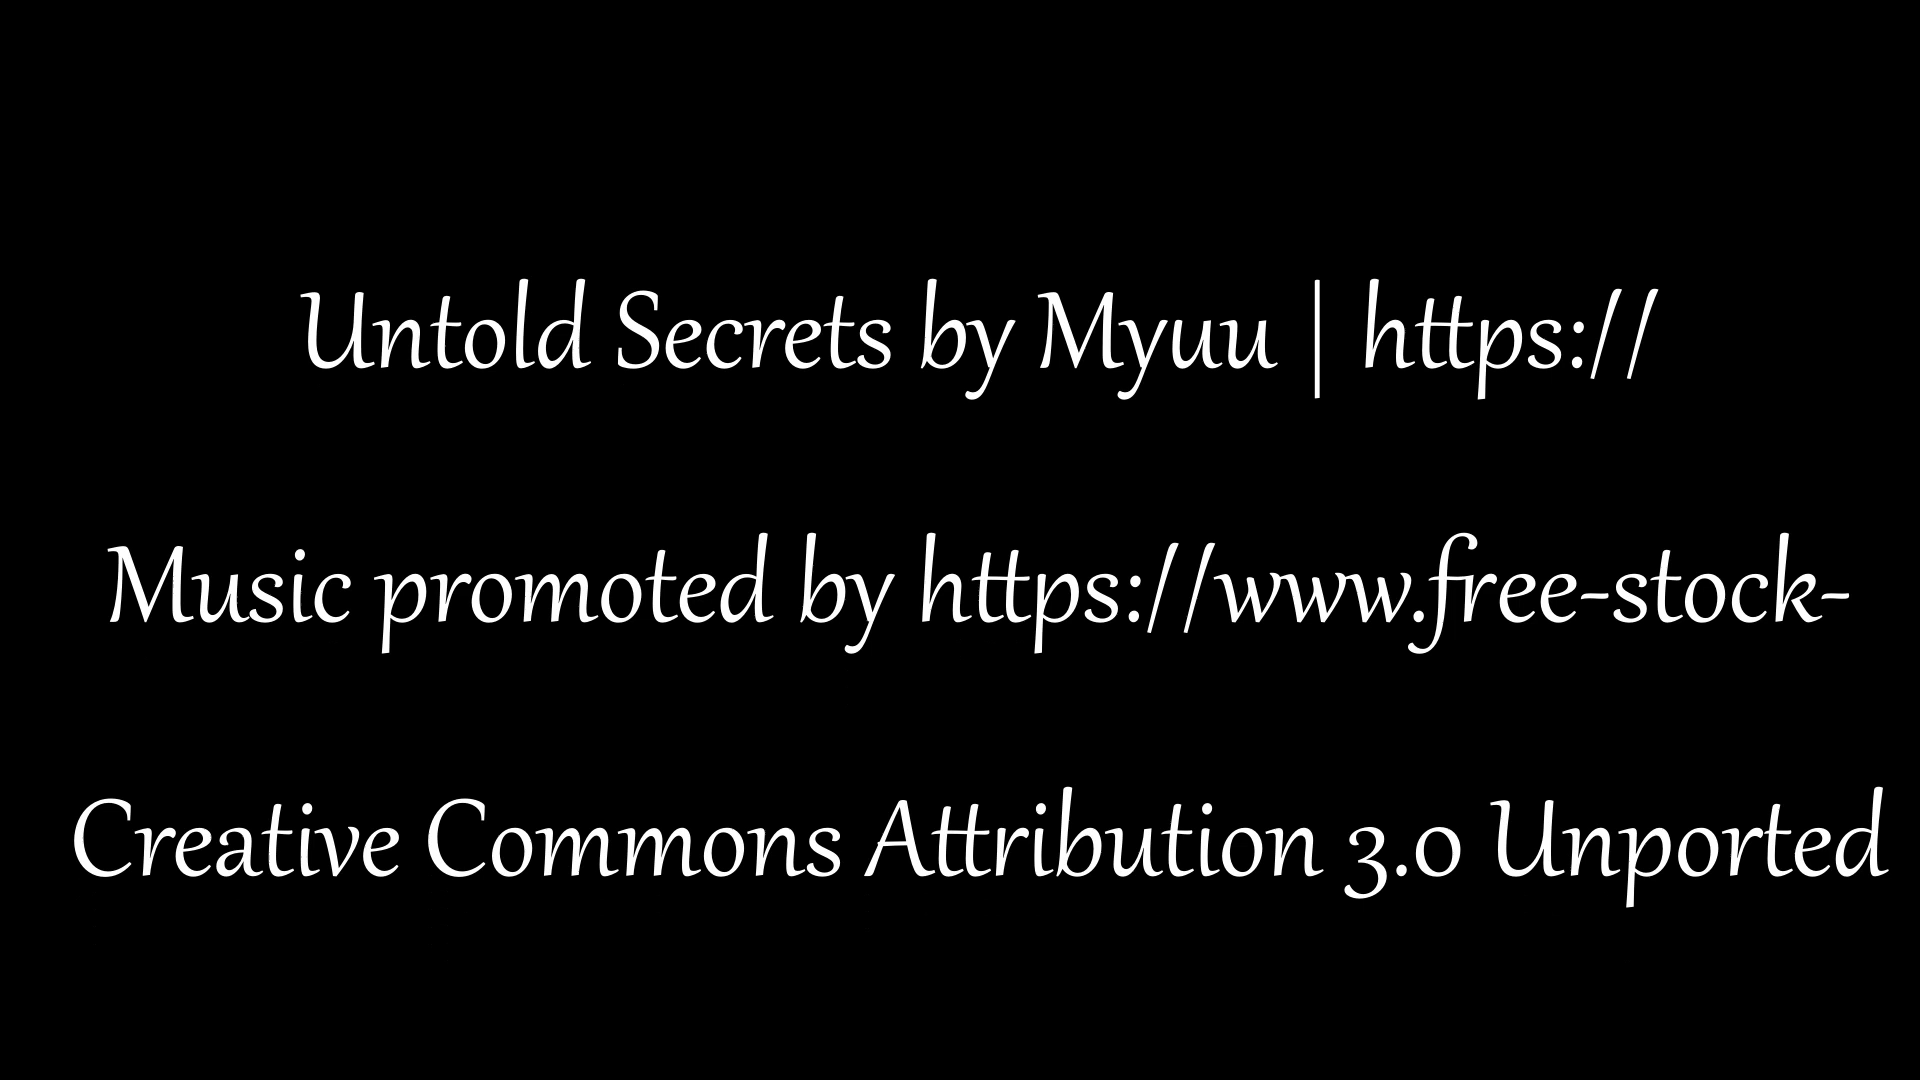 Untold Secrets by Myuu | https://
Music promoted by https://www.free-stock-
Creative Commons Attribution 3.0 Unported